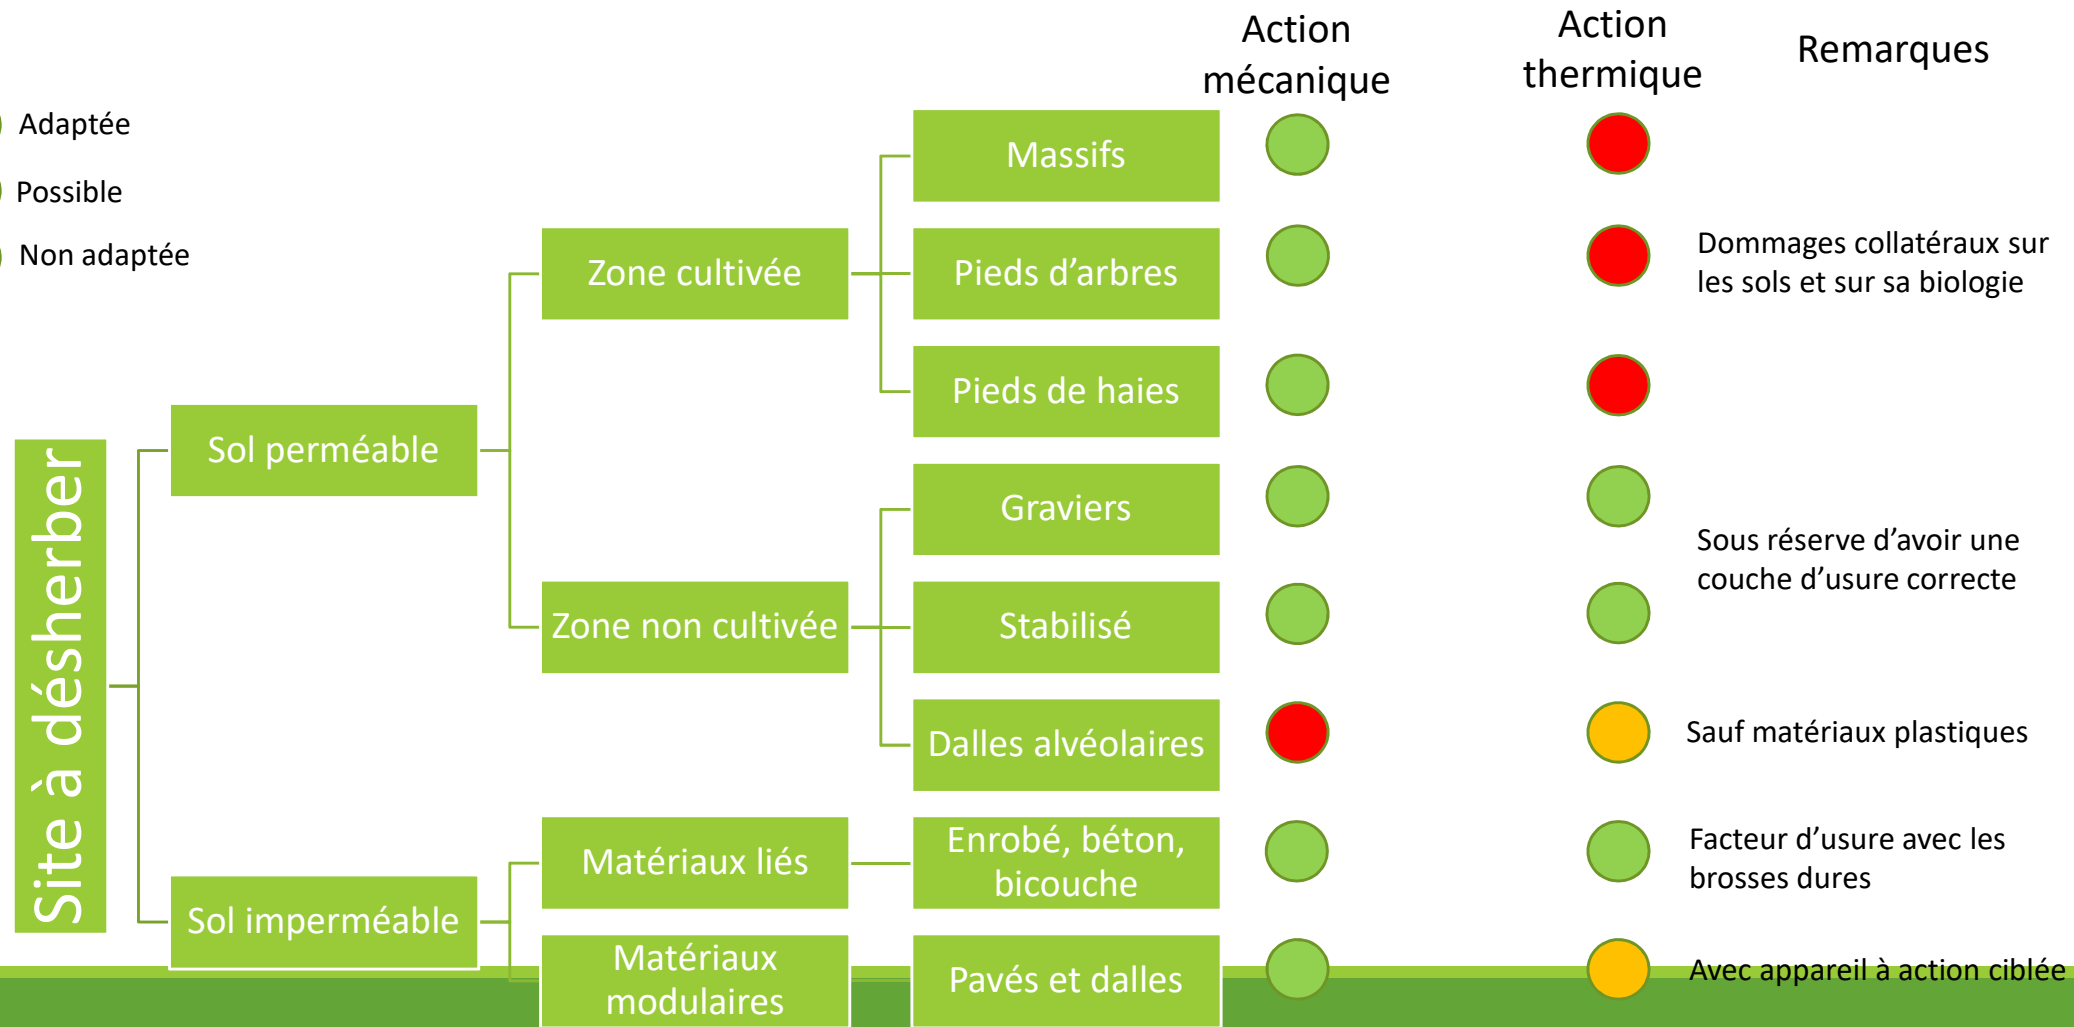 Action
mécanique
Action
thermique
Remarques
Adaptée
Possible
Non adaptée
Site à désherber
Sol perméable
Sol imperméable
Zone cultivée
Zone non cultivée
Matériaux liés
Matériaux
modulaires
Massifs
Pieds d’arbres
Pieds de haies
Graviers
Stabilisé
Dalles alvéolaires
Enrobé, béton,
bicouche
Pavés et dalles
Dommages collatéraux sur
les sols et sur sa biologie
Sous réserve d’avoir une
couche d’usure correcte
Sauf matériaux plastiques
Facteur d’usure avec les
brosses dures
Avec appareil à action ciblée